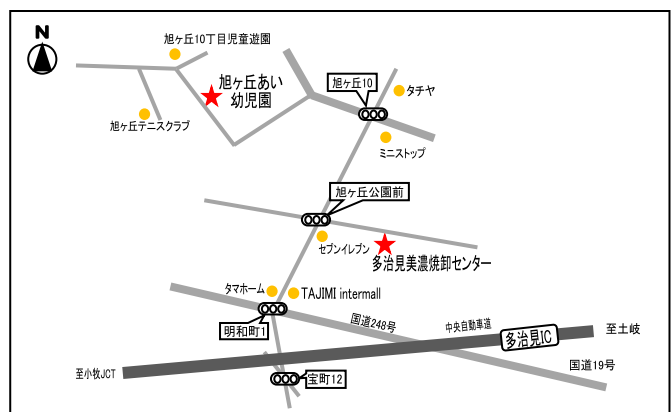 N
旭ヶ丘10丁目児童遊園
旭ヶ丘あい
幼児園
旭ヶ丘10
タチヤ
旭ヶ丘テニスクラブ
ミニストップ
旭ヶ丘公園前
セブンイレブン
多治見美濃焼卸センター
タマホーム
TAJIMI intermall
明和町1
国道248号
中央自動車道
多治見IC
至土岐
国道19号
至小牧JCT
宝町12